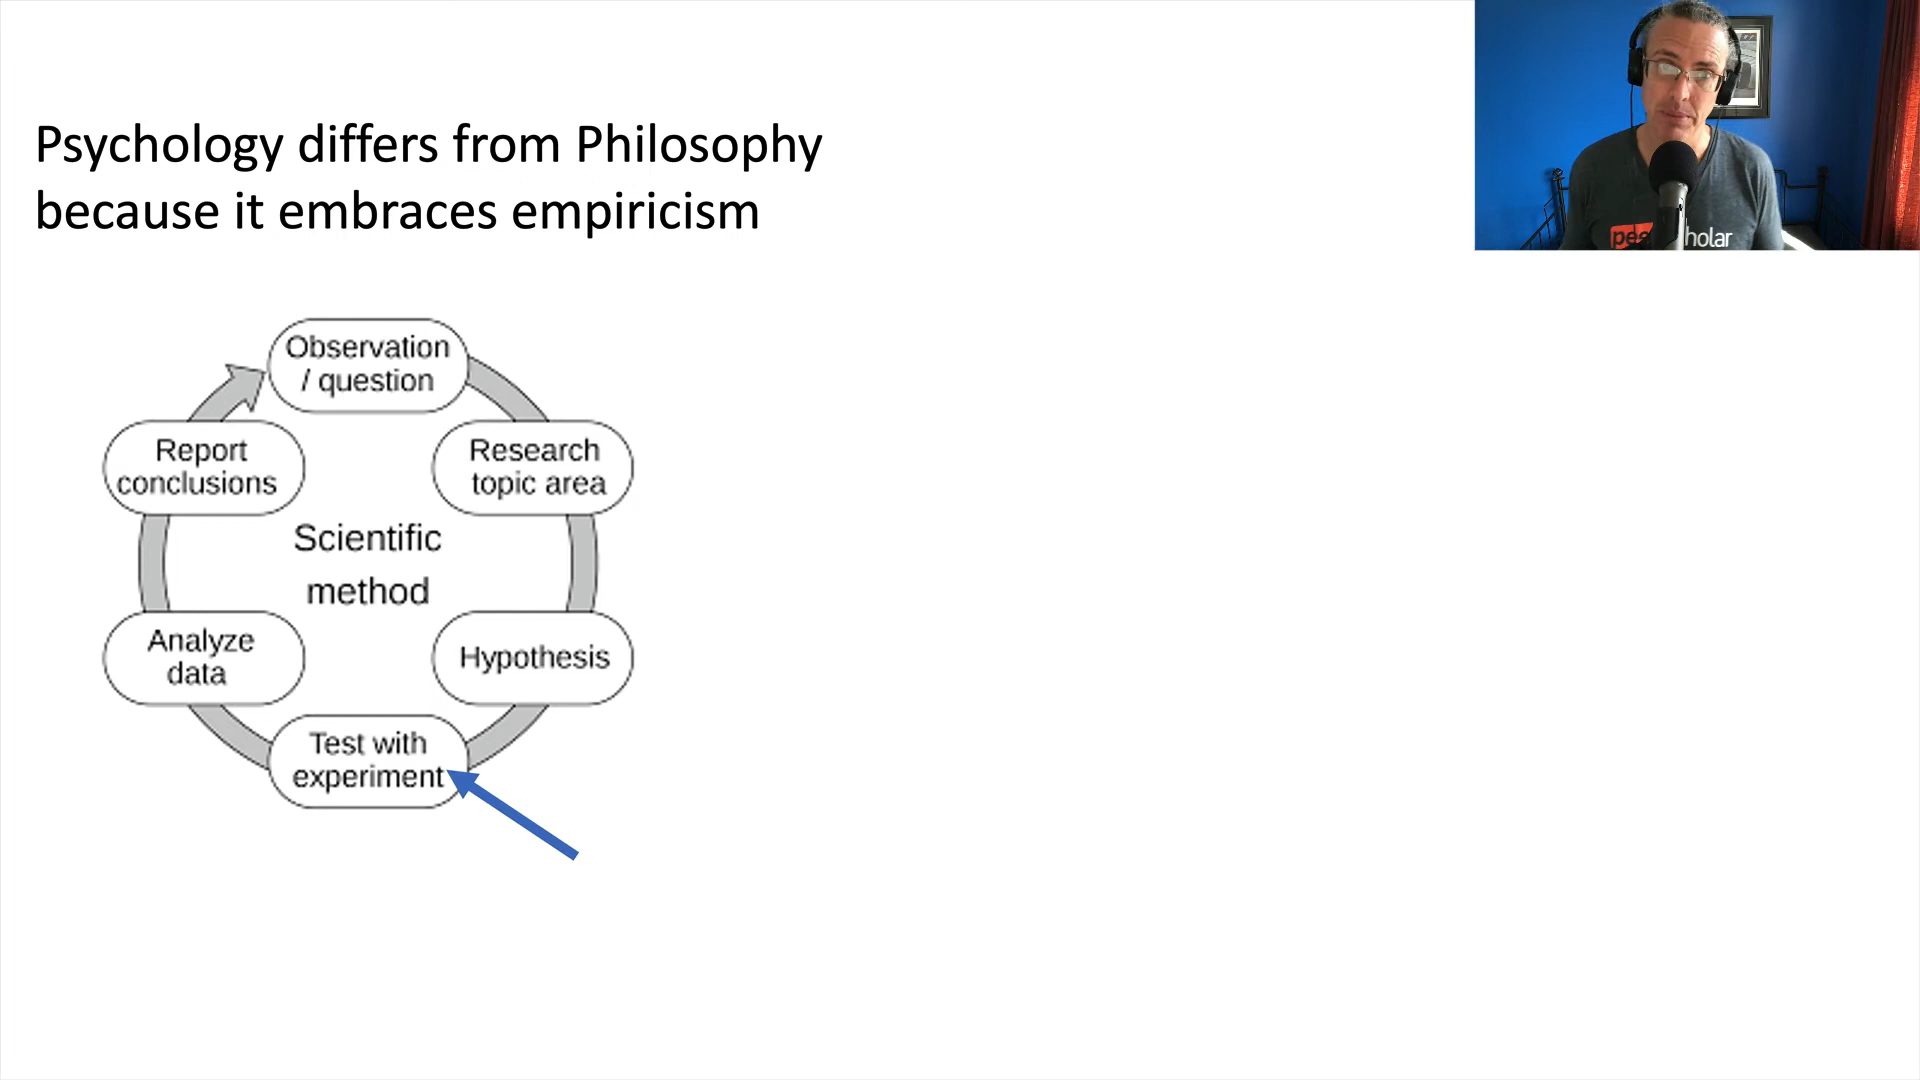 Psychology differs from Philosophy
because it embraces empiricism
Observation
/ question
Research
topic area
Hypothesis
Test with
experiment
Analyze
data
Report
conclusions
Scientific
method